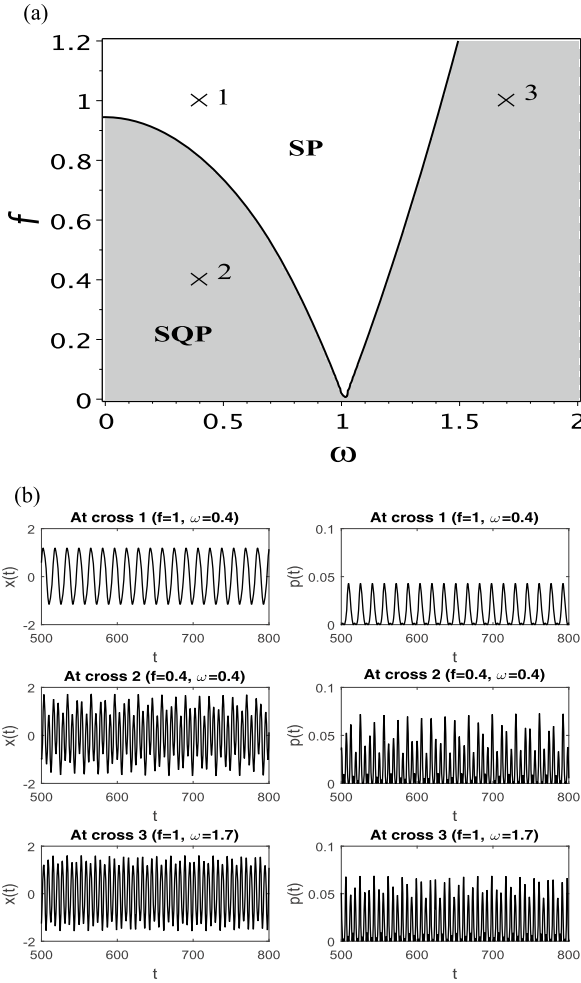 (a)
1.2
1
0.8
0.6
0.4
0.2
0
f
1
2
3
SP
SQP
0 0.5 1 1.5 2
ω
(b)
At cross 1 (f=1, ω=0.4)
2
0
-2
x(t)
500 600 700 800
t
At cross 1 (f=1, ω=0.4)
0.1
0.05
0
p(t)
500 600 700 800
t
At cross 2 (f=0.4, ω=0.4)
2
0
-2
x(t)
500 600 700 800
t
At cross 2 (f=0.4, ω=0.4)
0.1
0.05
0
p(t)
500 600 700 800
t
At cross 3 (f=1, ω=1.7)
2
0
-2
x(t)
500 600 700 800
t
At cross 3 (f=1, ω=1.7)
0.1
0.05
0
p(t)
500 600 700 800
t